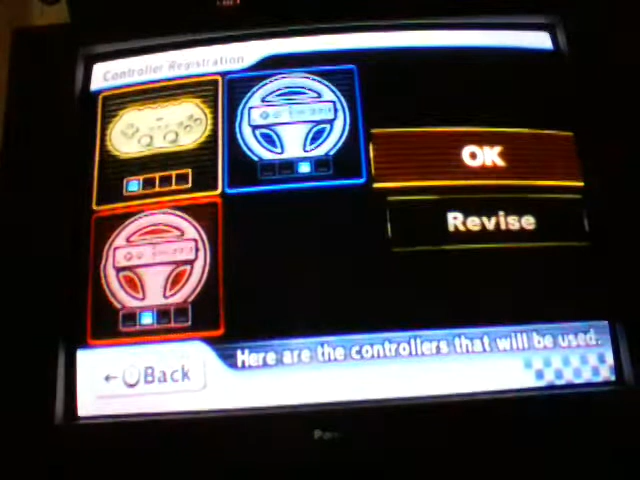 Controller Registration
OK
Revise
Here are the controllers that will be used.
Back